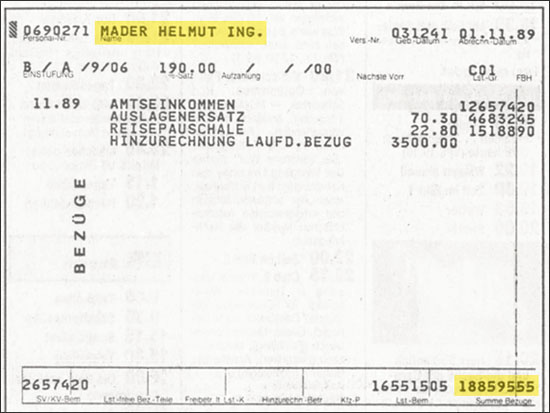 0690271 MADER HELMUT ING. 031241 01.11.89
Personal-Nr. Name Vers.-Nr. Geb.-Datum Abrechn.-Datum
B / A /9/06 190.00 / /00 C01
EINSTUFUNG %-Satz Aufzahlung Nächste Vorr Lst-Gr FBH
11.89 AMTSEINKOMMEN 12657420
AUSLAGENERSATZ 70.30 4683245
REISEPAUSCHALE 22.80 1518890
HINZURECHNUNG LAUFD.BEZUG 3500.00
BEZÜGE
2657420 16551505 18859555
SV/KV-Bem Lst-freie Bez-Teile Freibetr lt Lst-K Hinzurechn-Betr Kfz-P Lst-Bem Summe Bezüge